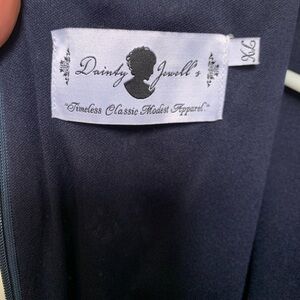 Dainty Jewell's
"Timeless Classic Modest Apparel"
XL